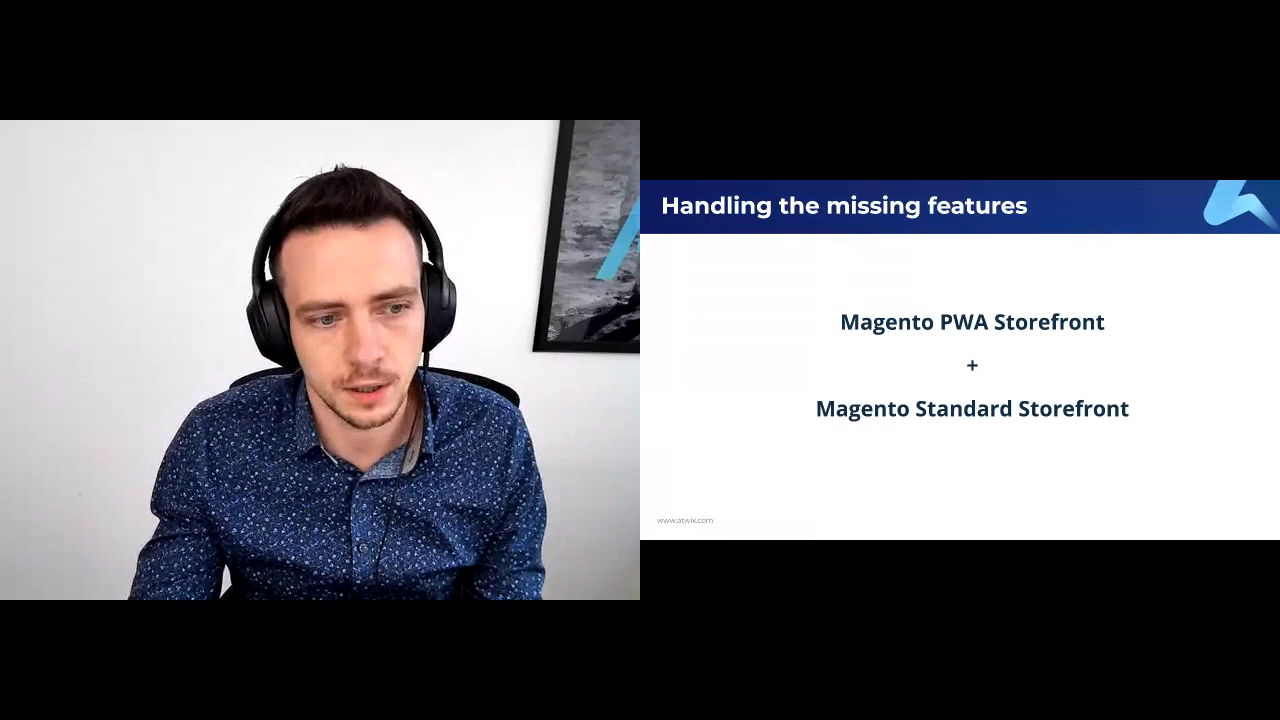 Handling the missing features
Magento PWA Storefront
+
Magento Standard Storefront
www.atwix.com